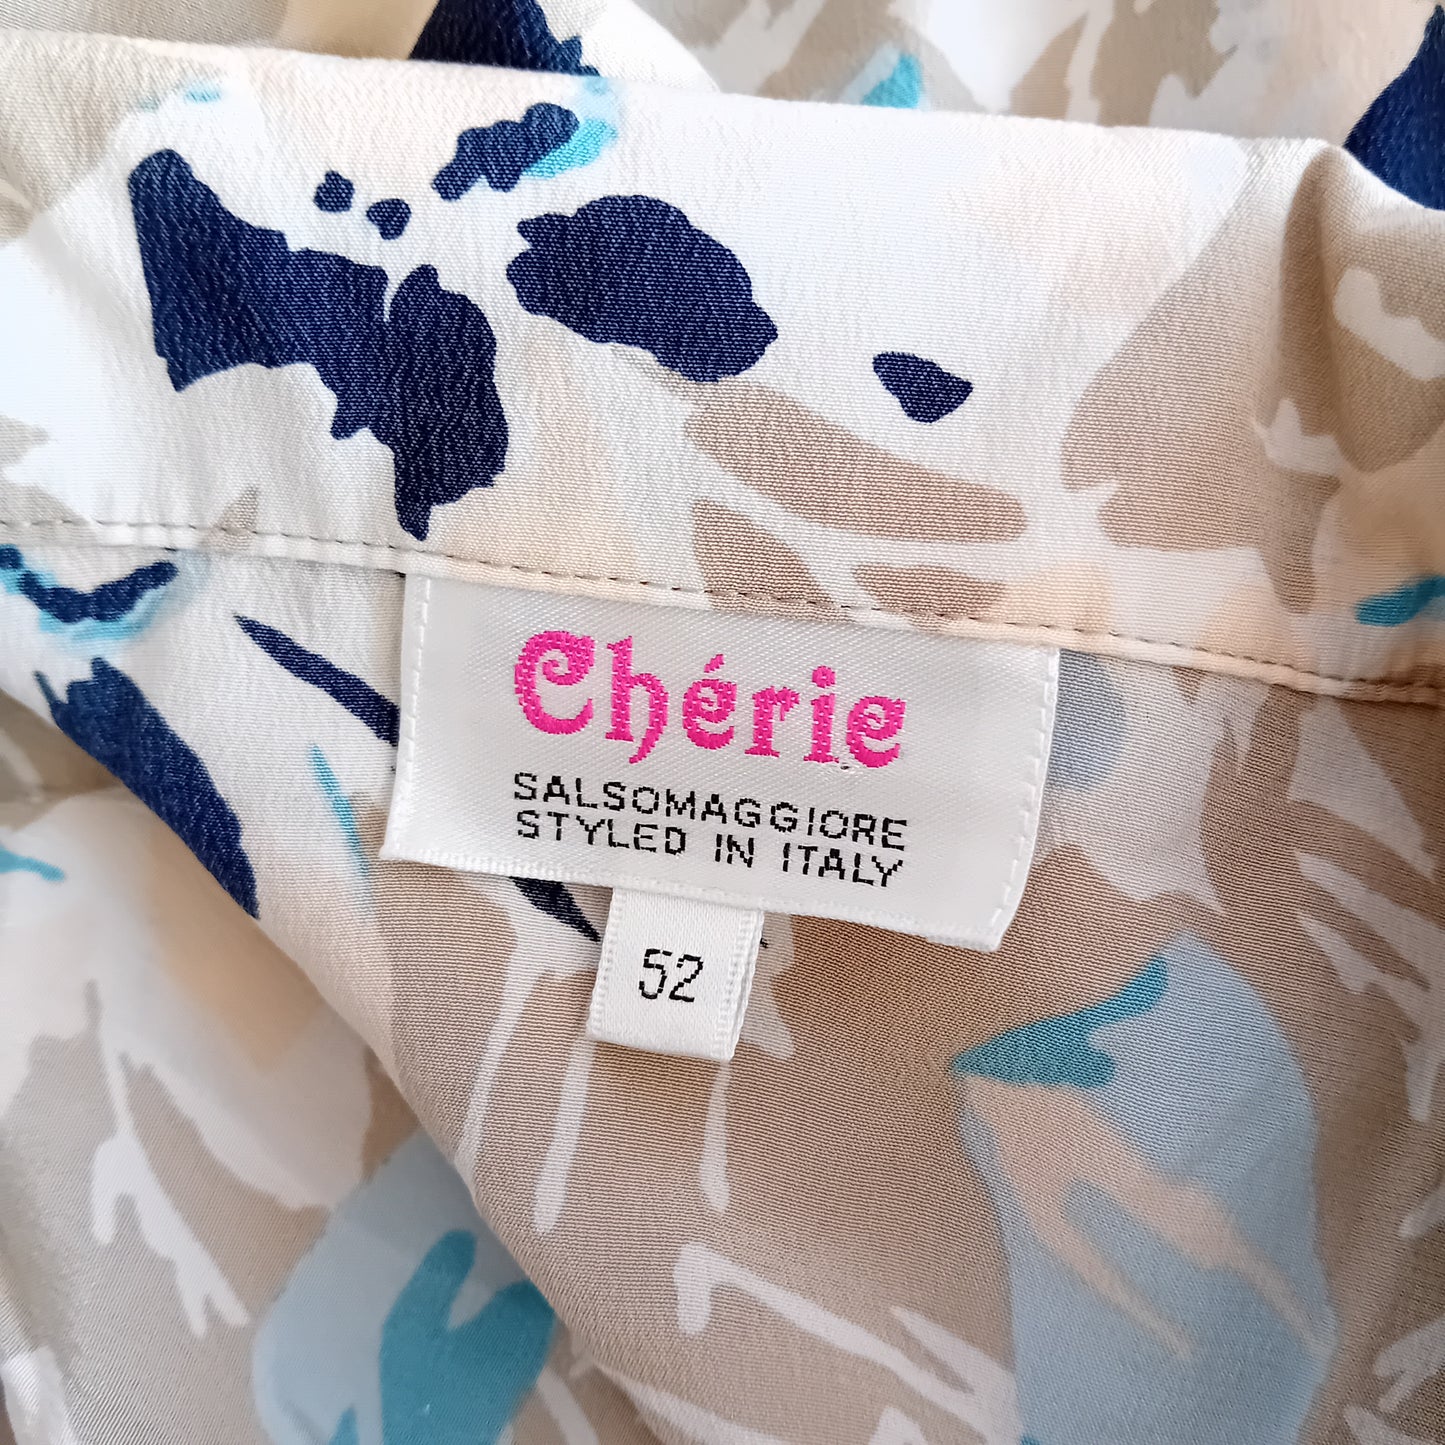 Chérie
SALSOMAGGIORE
STYLED IN ITALY
52